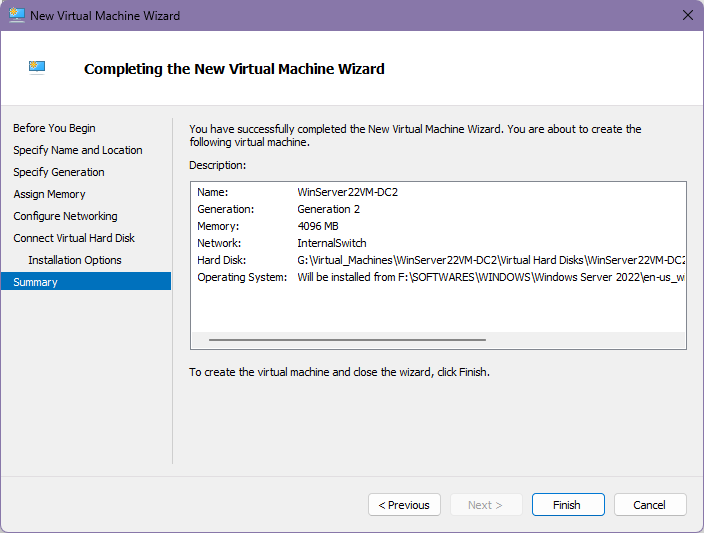 New Virtual Machine Wizard
Completing the New Virtual Machine Wizard
Before You Begin
Specify Name and Location
Specify Generation
Assign Memory
Configure Networking
Connect Virtual Hard Disk
Installation Options
Summary
You have successfully completed the New Virtual Machine Wizard. You are about to create the
following virtual machine.
Description:
Name: WinServer22VM-DC2
Generation: Generation 2
Memory: 4096 MB
Network: InternalSwitch
Hard Disk: G:\Virtual_Machines\WinServer22VM-DC2\Virtual Hard Disks\WinServer22VM-DC2
Operating System: Will be installed from F:\SOFTWARES\WINDOWS\Windows Server 2022\en-us_w
To create the virtual machine and close the wizard, click Finish.
< Previous
Next >
Finish
Cancel